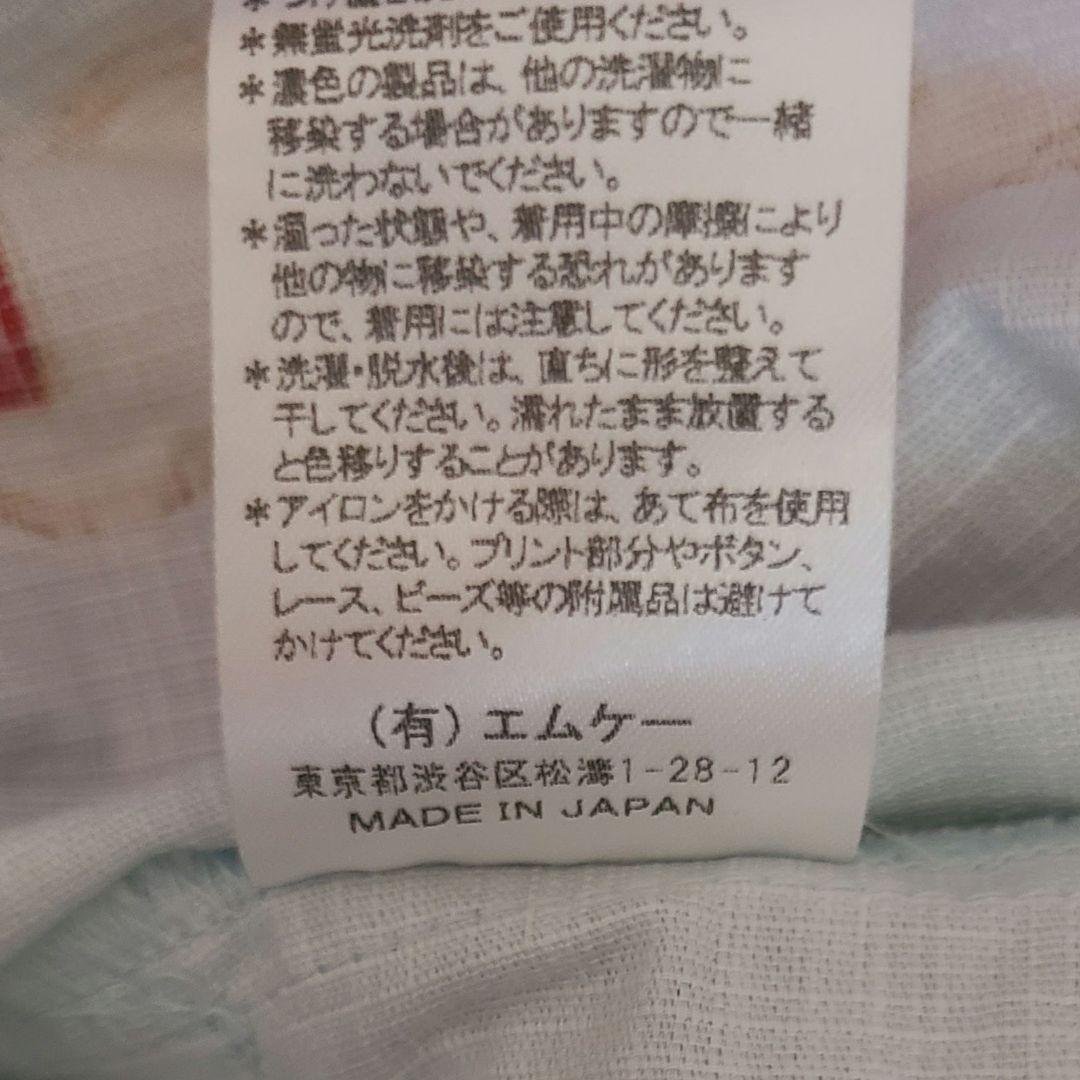 *無蛍光洗剤をご使用ください。
*濃色の製品は、他の洗濯物に
移染する場合がありますので一緒
に洗わないでください。
*湿った状態や、着用中の摩擦により
他の物に移染する恐れがあります
ので、着用には注意してください。
*洗濯・脱水後は、直ちに形を整えて
干してください。濡れたまま放置する
と色移りすることがあります。
*アイロンをかける際は、あて布を使用
してください。プリント部分やボタン、
レース、ビーズ等の附属品は避けて
かけてください。
(有)エムケー
東京都渋谷区松濤1-28-12
MADE IN JAPAN